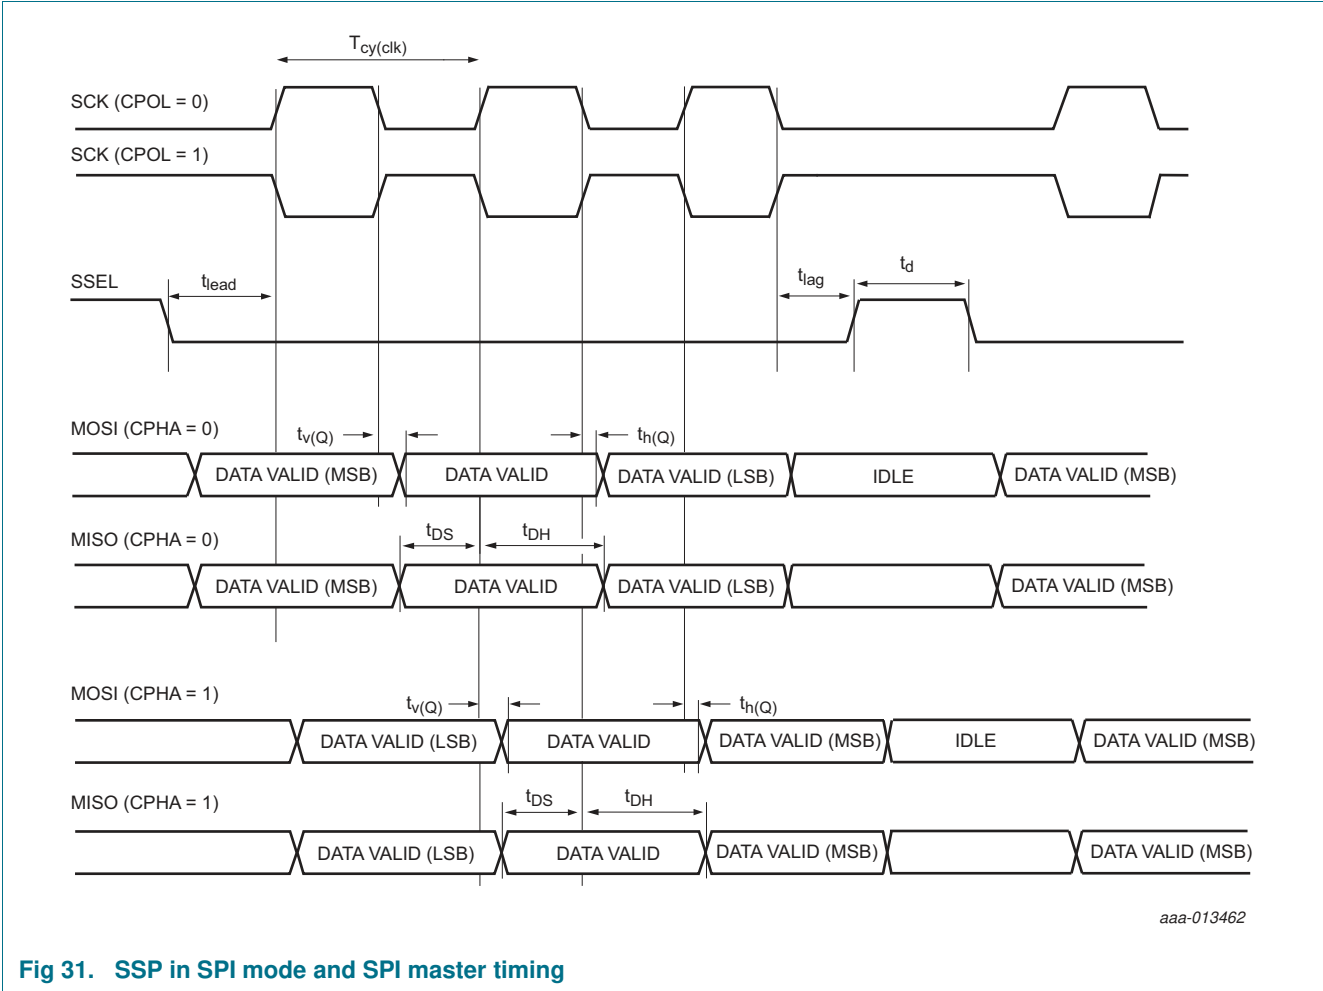 Tcy(clk)
SCK (CPOL = 0)
SCK (CPOL = 1)
SSEL
tlead
tlag
td
MOSI (CPHA = 0)
tv(Q)
th(Q)
DATA VALID (MSB)
DATA VALID
DATA VALID (LSB)
IDLE
DATA VALID (MSB)
MISO (CPHA = 0)
tDS
tDH
DATA VALID (MSB)
DATA VALID
DATA VALID (LSB)
DATA VALID (MSB)
MOSI (CPHA = 1)
tv(Q)
th(Q)
DATA VALID (LSB)
DATA VALID
DATA VALID (MSB)
IDLE
DATA VALID (MSB)
MISO (CPHA = 1)
tDS
tDH
DATA VALID (LSB)
DATA VALID
DATA VALID (MSB)
DATA VALID (MSB)
aaa-013462
Fig 31. SSP in SPI mode and SPI master timing